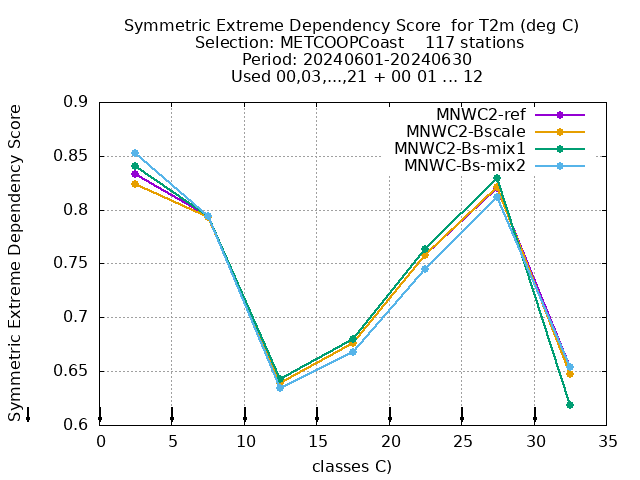 Symmetric Extreme Dependency Score  for T2m (deg C)
Selection: METCOOPCoast    117 stations
Period: 20240601-20240630
Used 00,03,...,21 + 00 01 ... 12
Symmetric Extreme Dependency Score
MNWC2-ref
MNWC2-Bscale
MNWC2-Bs-mix1
MNWC-Bs-mix2
0.9
0.85
0.8
0.75
0.7
0.65
0.6
0 5 10 15 20 25 30 35
classes C)